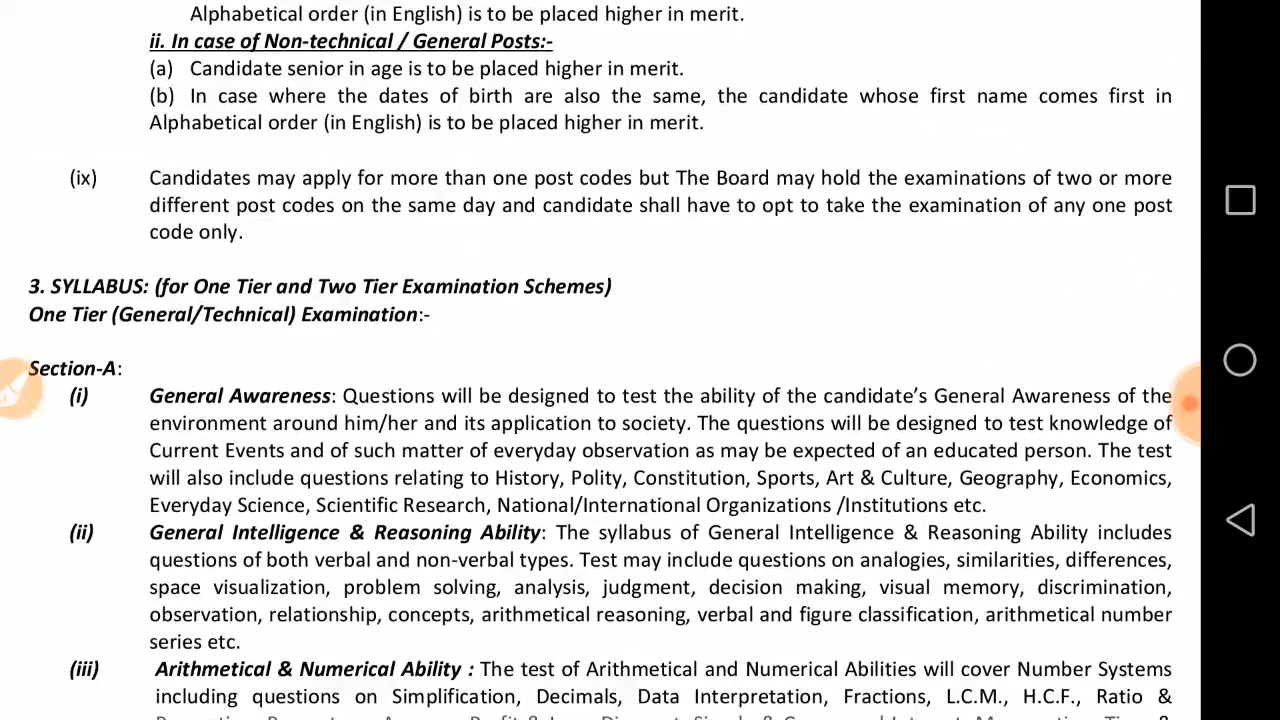 Alphabetical order (in English) is to be placed higher in merit.
ii. In case of Non-technical / General Posts:-
(a) Candidate senior in age is to be placed higher in merit.
(b) In case where the dates of birth are also the same, the candidate whose first name comes first in
Alphabetical order (in English) is to be placed higher in merit.
(ix) Candidates may apply for more than one post codes but The Board may hold the examinations of two or more
different post codes on the same day and candidate shall have to opt to take the examination of any one post
code only.
3. SYLLABUS: (for One Tier and Two Tier Examination Schemes)
One Tier (General/Technical) Examination:-
Section-A:
(i) General Awareness: Questions will be designed to test the ability of the candidate’s General Awareness of the
environment around him/her and its application to society. The questions will be designed to test knowledge of
Current Events and of such matter of everyday observation as may be expected of an educated person. The test
will also include questions relating to History, Polity, Constitution, Sports, Art & Culture, Geography, Economics,
Everyday Science, Scientific Research, National/International Organizations /Institutions etc.
(ii) General Intelligence & Reasoning Ability: The syllabus of General Intelligence & Reasoning Ability includes
questions of both verbal and non-verbal types. Test may include questions on analogies, similarities, differences,
space visualization, problem solving, analysis, judgment, decision making, visual memory, discrimination,
observation, relationship, concepts, arithmetical reasoning, verbal and figure classification, arithmetical number
series etc.
(iii) Arithmetical & Numerical Ability : The test of Arithmetical and Numerical Abilities will cover Number Systems
including questions on Simplification, Decimals, Data Interpretation, Fractions, L.C.M., H.C.F., Ratio &